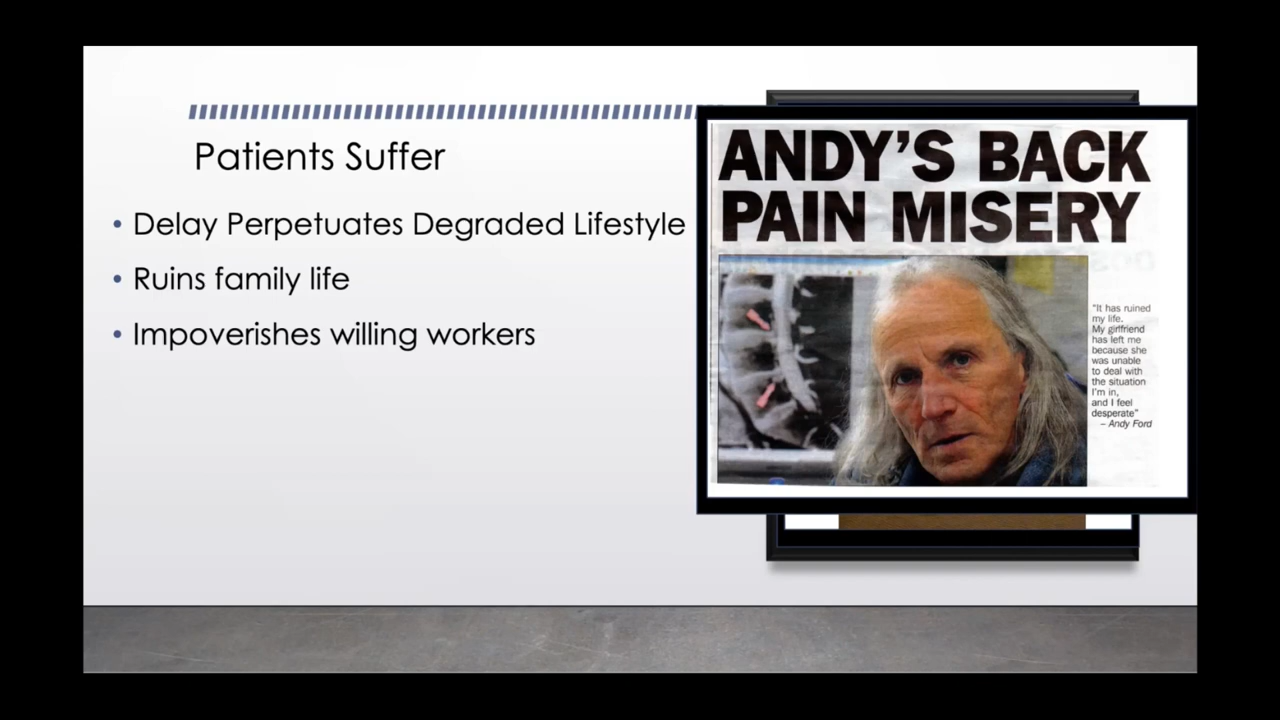 Patients Suffer
• Delay Perpetuates Degraded Lifestyle
• Ruins family life
• Impoverishes willing workers
ANDY’S BACK
PAIN MISERY
"It has ruined
my life.
My girlfriend
has left me
because she
was unable
to deal with
the situation
I'm in,
and I feel
desperate"
– Andy Ford